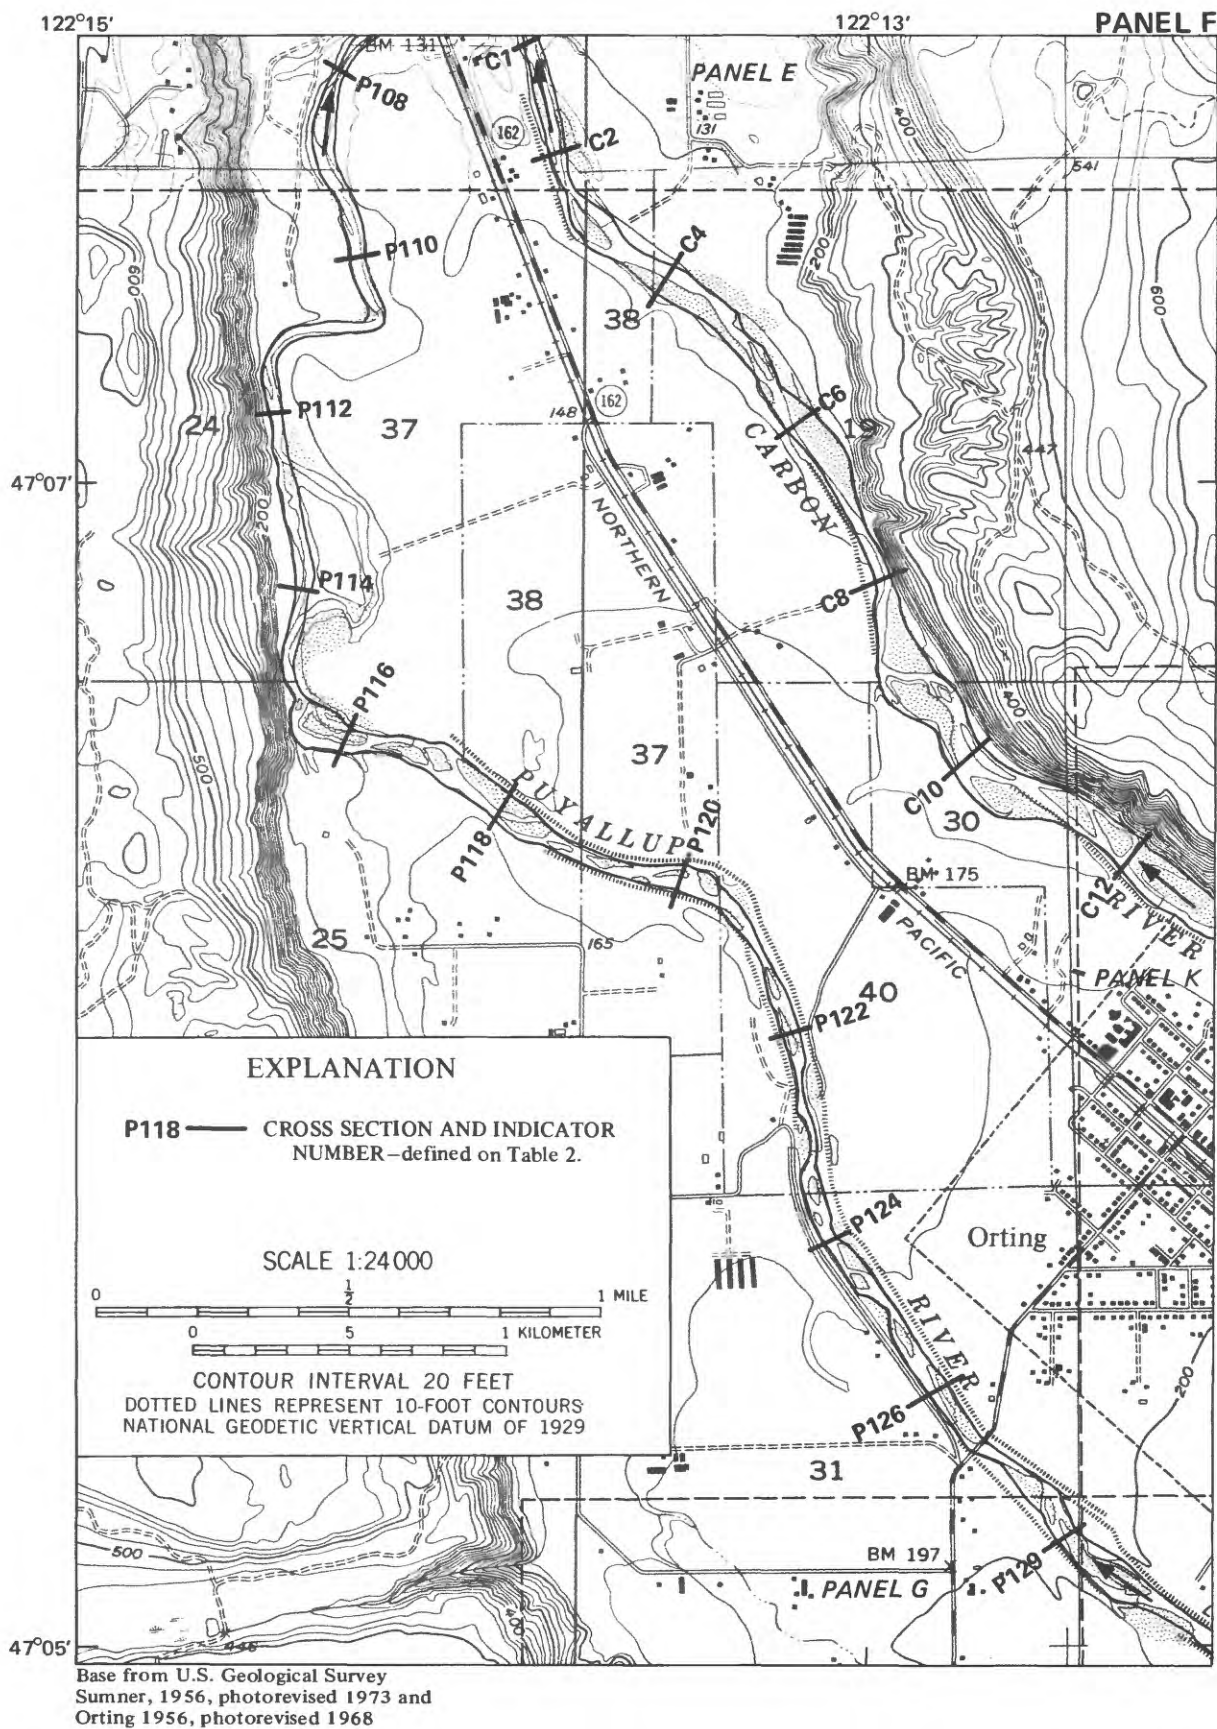 122°15'
122°13'
PANEL F
BM 131
C1
PANEL E
P108
162
131
C2
541
400
P110
C4
200
600
600
38
162
P112
148
C6
24
37
19
447
CARBON
47°07'
200
NORTHERN
P114
38
C8
P116
400
500
37
C10
30
PUYALLUP
P120
P118
BM 175
C12
RIVER
25
165
PACIFIC
PANEL K
40
P122
EXPLANATION
P118 CROSS SECTION AND INDICATOR
NUMBER—defined on Table 2.
P124
Orting
SCALE 1:24 000
0 ½ 1 MILE
0 5 1 KILOMETER
RIVER
CONTOUR INTERVAL 20 FEET
DOTTED LINES REPRESENT 10-FOOT CONTOURS
NATIONAL GEODETIC VERTICAL DATUM OF 1929
200
P126
31
500
BM 197
P129
PANEL G
400
446
47°05'
Base from U.S. Geological Survey
Sumner, 1956, photorevised 1973 and
Orting 1956, photorevised 1968